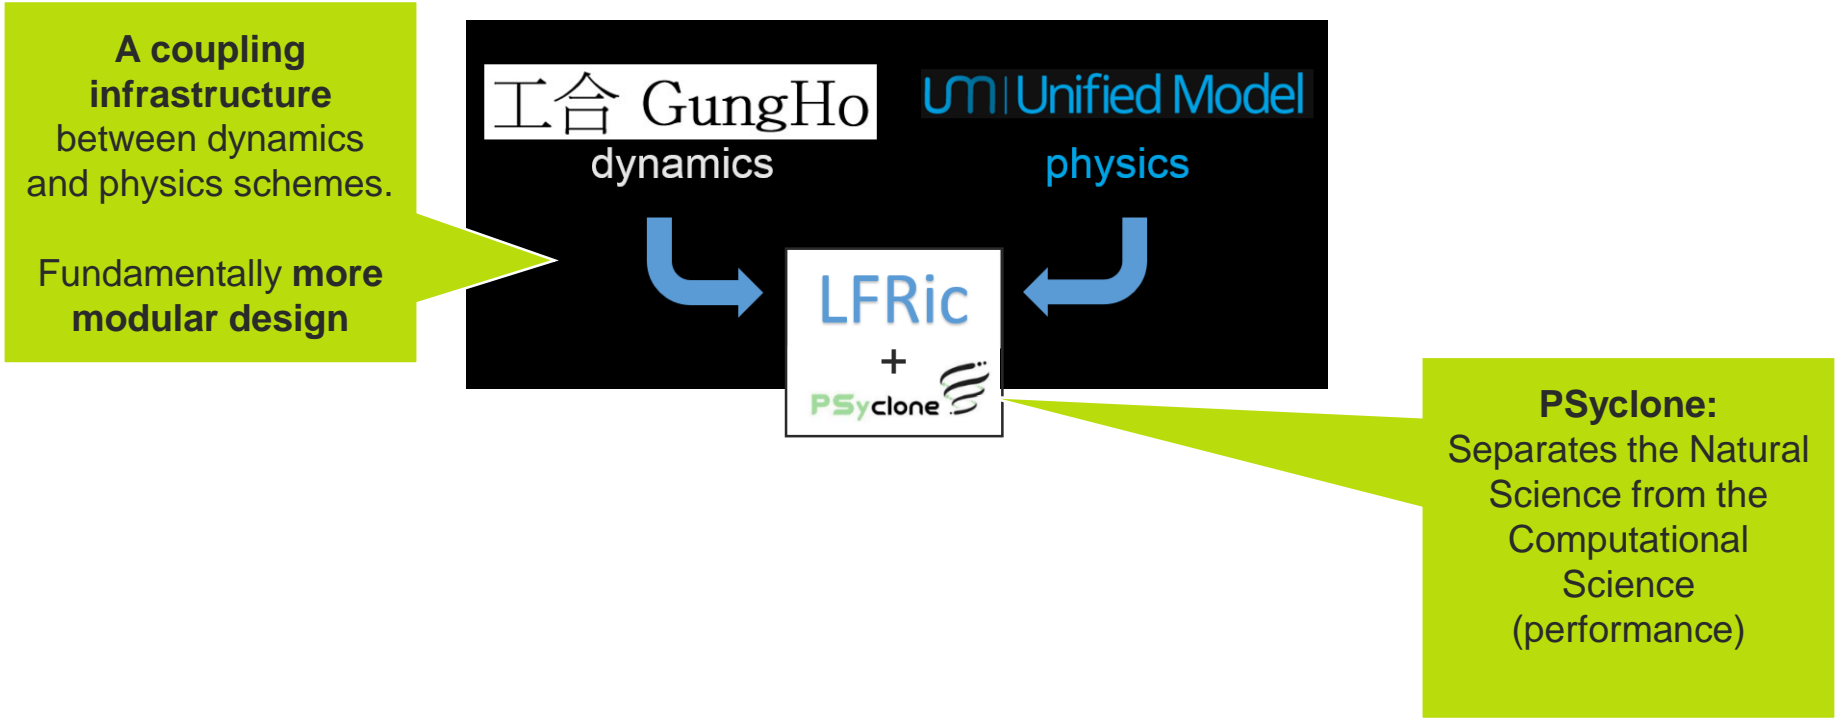 A coupling
infrastructure
between dynamics
and physics schemes.
Fundamentally more
modular design
工合 GungHo
dynamics
um | Unified Model
physics
LFRic
+
PSyclone
PSyclone:
Separates the Natural
Science from the
Computational
Science
(performance)